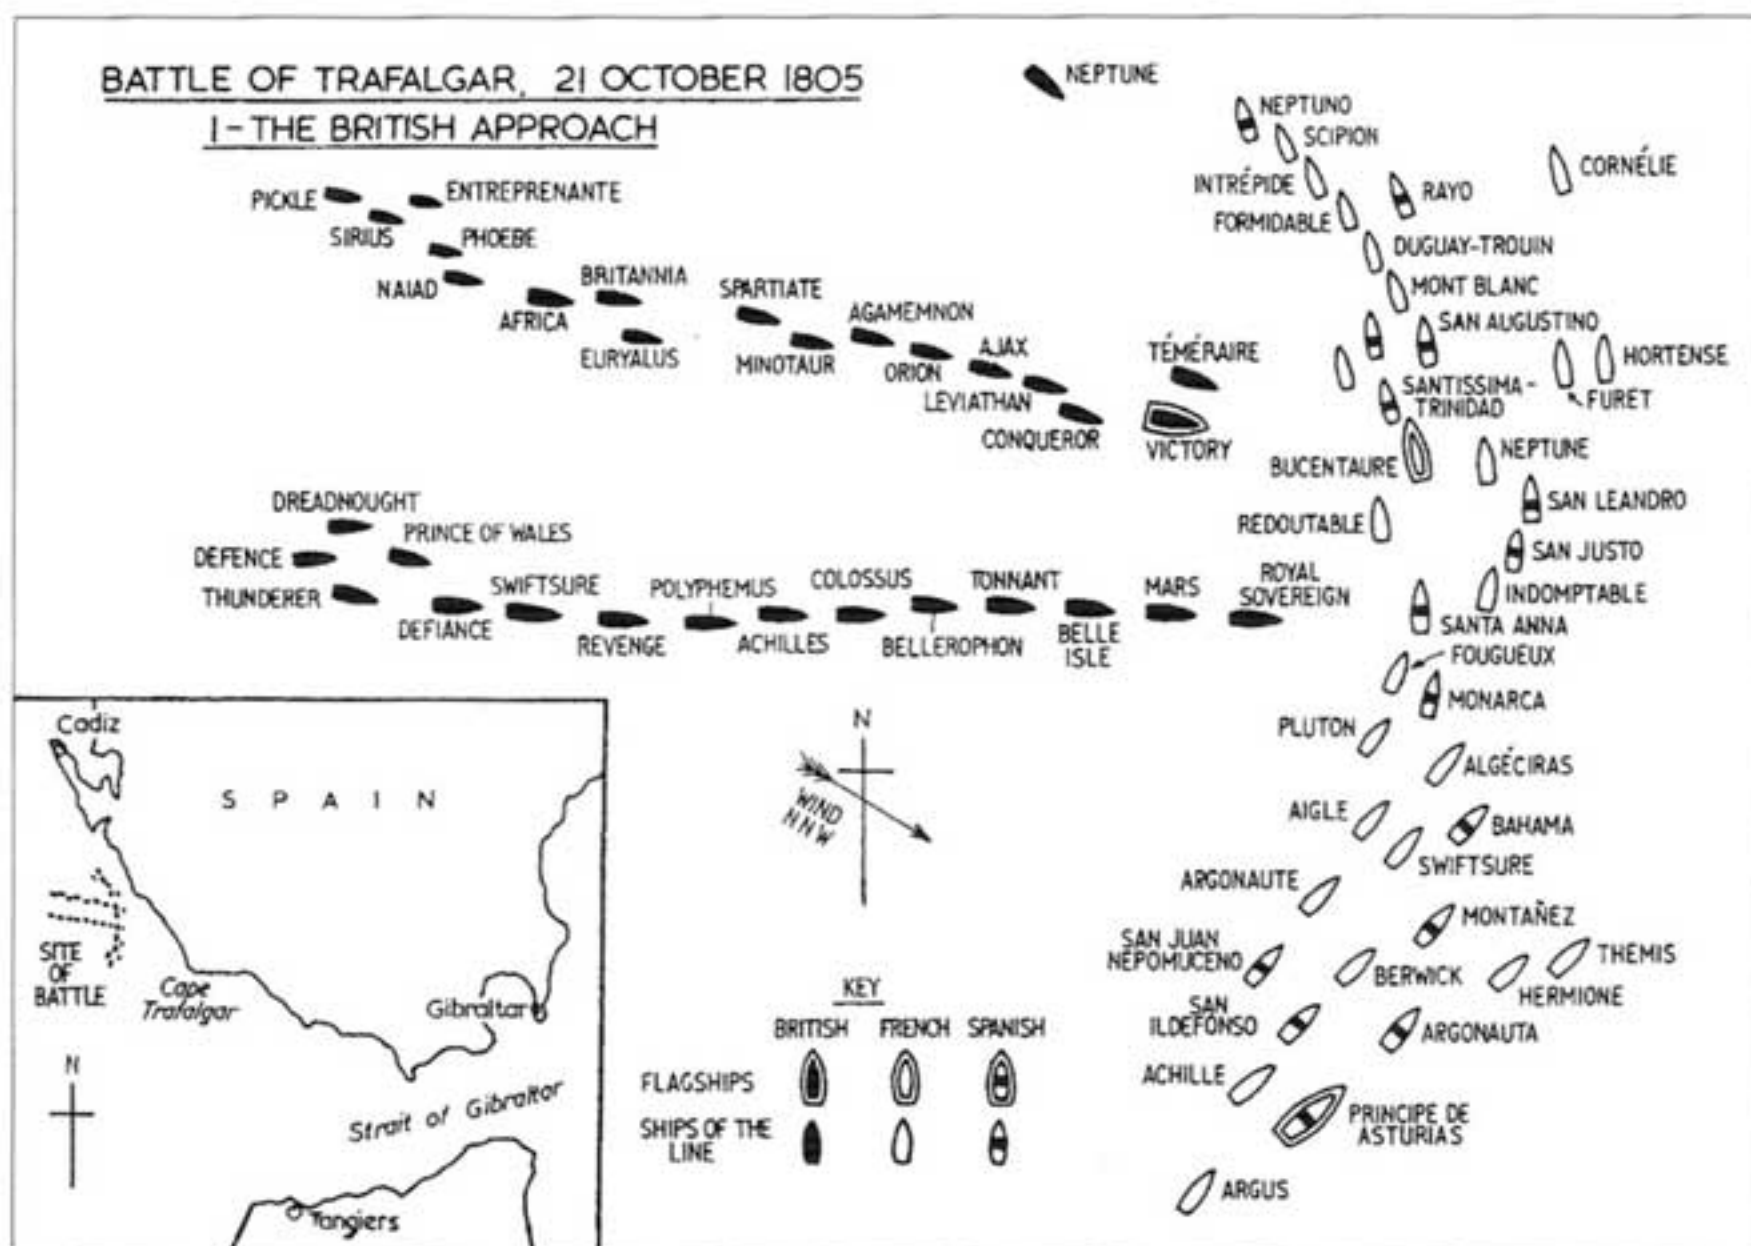 BATTLE OF TRAFALGAR, 21 OCTOBER 1805
1-THE BRITISH APPROACH
NEPTUNE
NEPTUNO
SCIPION
INTRÉPIDE
FORMIDABLE
RAYO
CORNÉLIE
DUGUAY-TROUIN
MONT BLANC
SAN AUGUSTINO
HORTENSE
FURET
SANTISSIMA-
TRINIDAD
BUCENTAURE
NEPTUNE
SAN LEANDRO
REDOUTABLE
SAN JUSTO
INDOMPTABLE
SANTA ANNA
FOUGUEUX
MONARCA
PLUTON
ALGÉCIRAS
AIGLE
BAHAMA
SWIFTSURE
ARGONAUTE
MONTAÑEZ
SAN JUAN
NEPOMUCENO
BERWICK
THEMIS
HERMIONE
SAN
ILDEFONSO
ARGONAUTA
ACHILLE
PRINCIPE DE
ASTURIAS
ARGUS
PICKLE
ENTREPRENANTE
SIRIUS
PHOEBE
NAIAD
BRITANNIA
AFRICA
EURYALUS
SPARTIATE
MINOTAUR
AGAMEMNON
ORION
AJAX
LEVIATHAN
CONQUEROR
TÉMÉRAIRE
VICTORY
DREADNOUGHT
DEFENCE
PRINCE OF WALES
THUNDERER
DEFIANCE
SWIFTSURE
REVENGE
POLYPHEMUS
ACHILLES
COLOSSUS
BELLEROPHON
TONNANT
BELLE
ISLE
MARS
ROYAL
SOVEREIGN
Cadiz
SPAIN
SITE
OF
BATTLE
Cape
Trafalgar
Gibraltar
N
Strait of Gibraltar
Tangiers
N
WIND
NNW
KEY
BRITISH FRENCH SPANISH
FLAGSHIPS
SHIPS OF THE
LINE